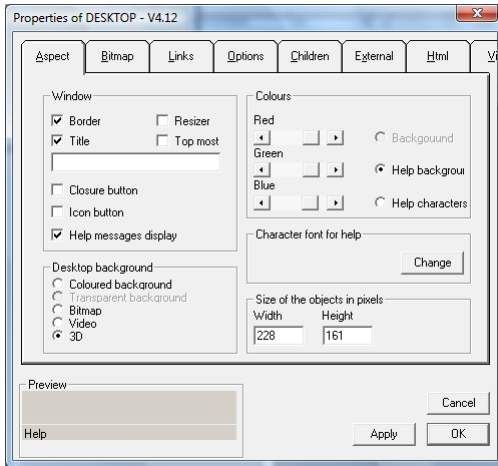 Properties of DESKTOP - V4.12
Aspect Bitmap Links Options Children External Html Vi
Window
Border Resizer
Title Top most
Closure button
Icon button
Help messages display
Desktop background
Coloured background
Transparent background
Bitmap
Video
3D
Colours
Red
Backgouund
Green
Help backgrou
Blue
Help characters
Character font for help
Change
Size of the objects in pixels
Width Height
228 161
Preview
Help
Cancel
Apply OK